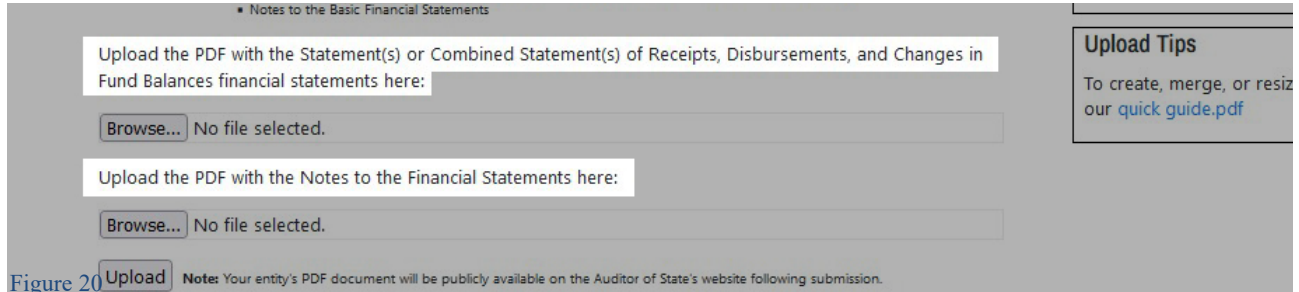 ▪ Notes to the Basic Financial Statements
Upload the PDF with the Statement(s) or Combined Statement(s) of Receipts, Disbursements, and Changes in
Fund Balances financial statements here:
Browse... No file selected.
Upload the PDF with the Notes to the Financial Statements here:
Browse... No file selected.
Figure 20 Upload Note: Your entity's PDF document will be publicly available on the Auditor of State's website following submission.
Upload Tips
To create, merge, or resiz
our quick guide.pdf